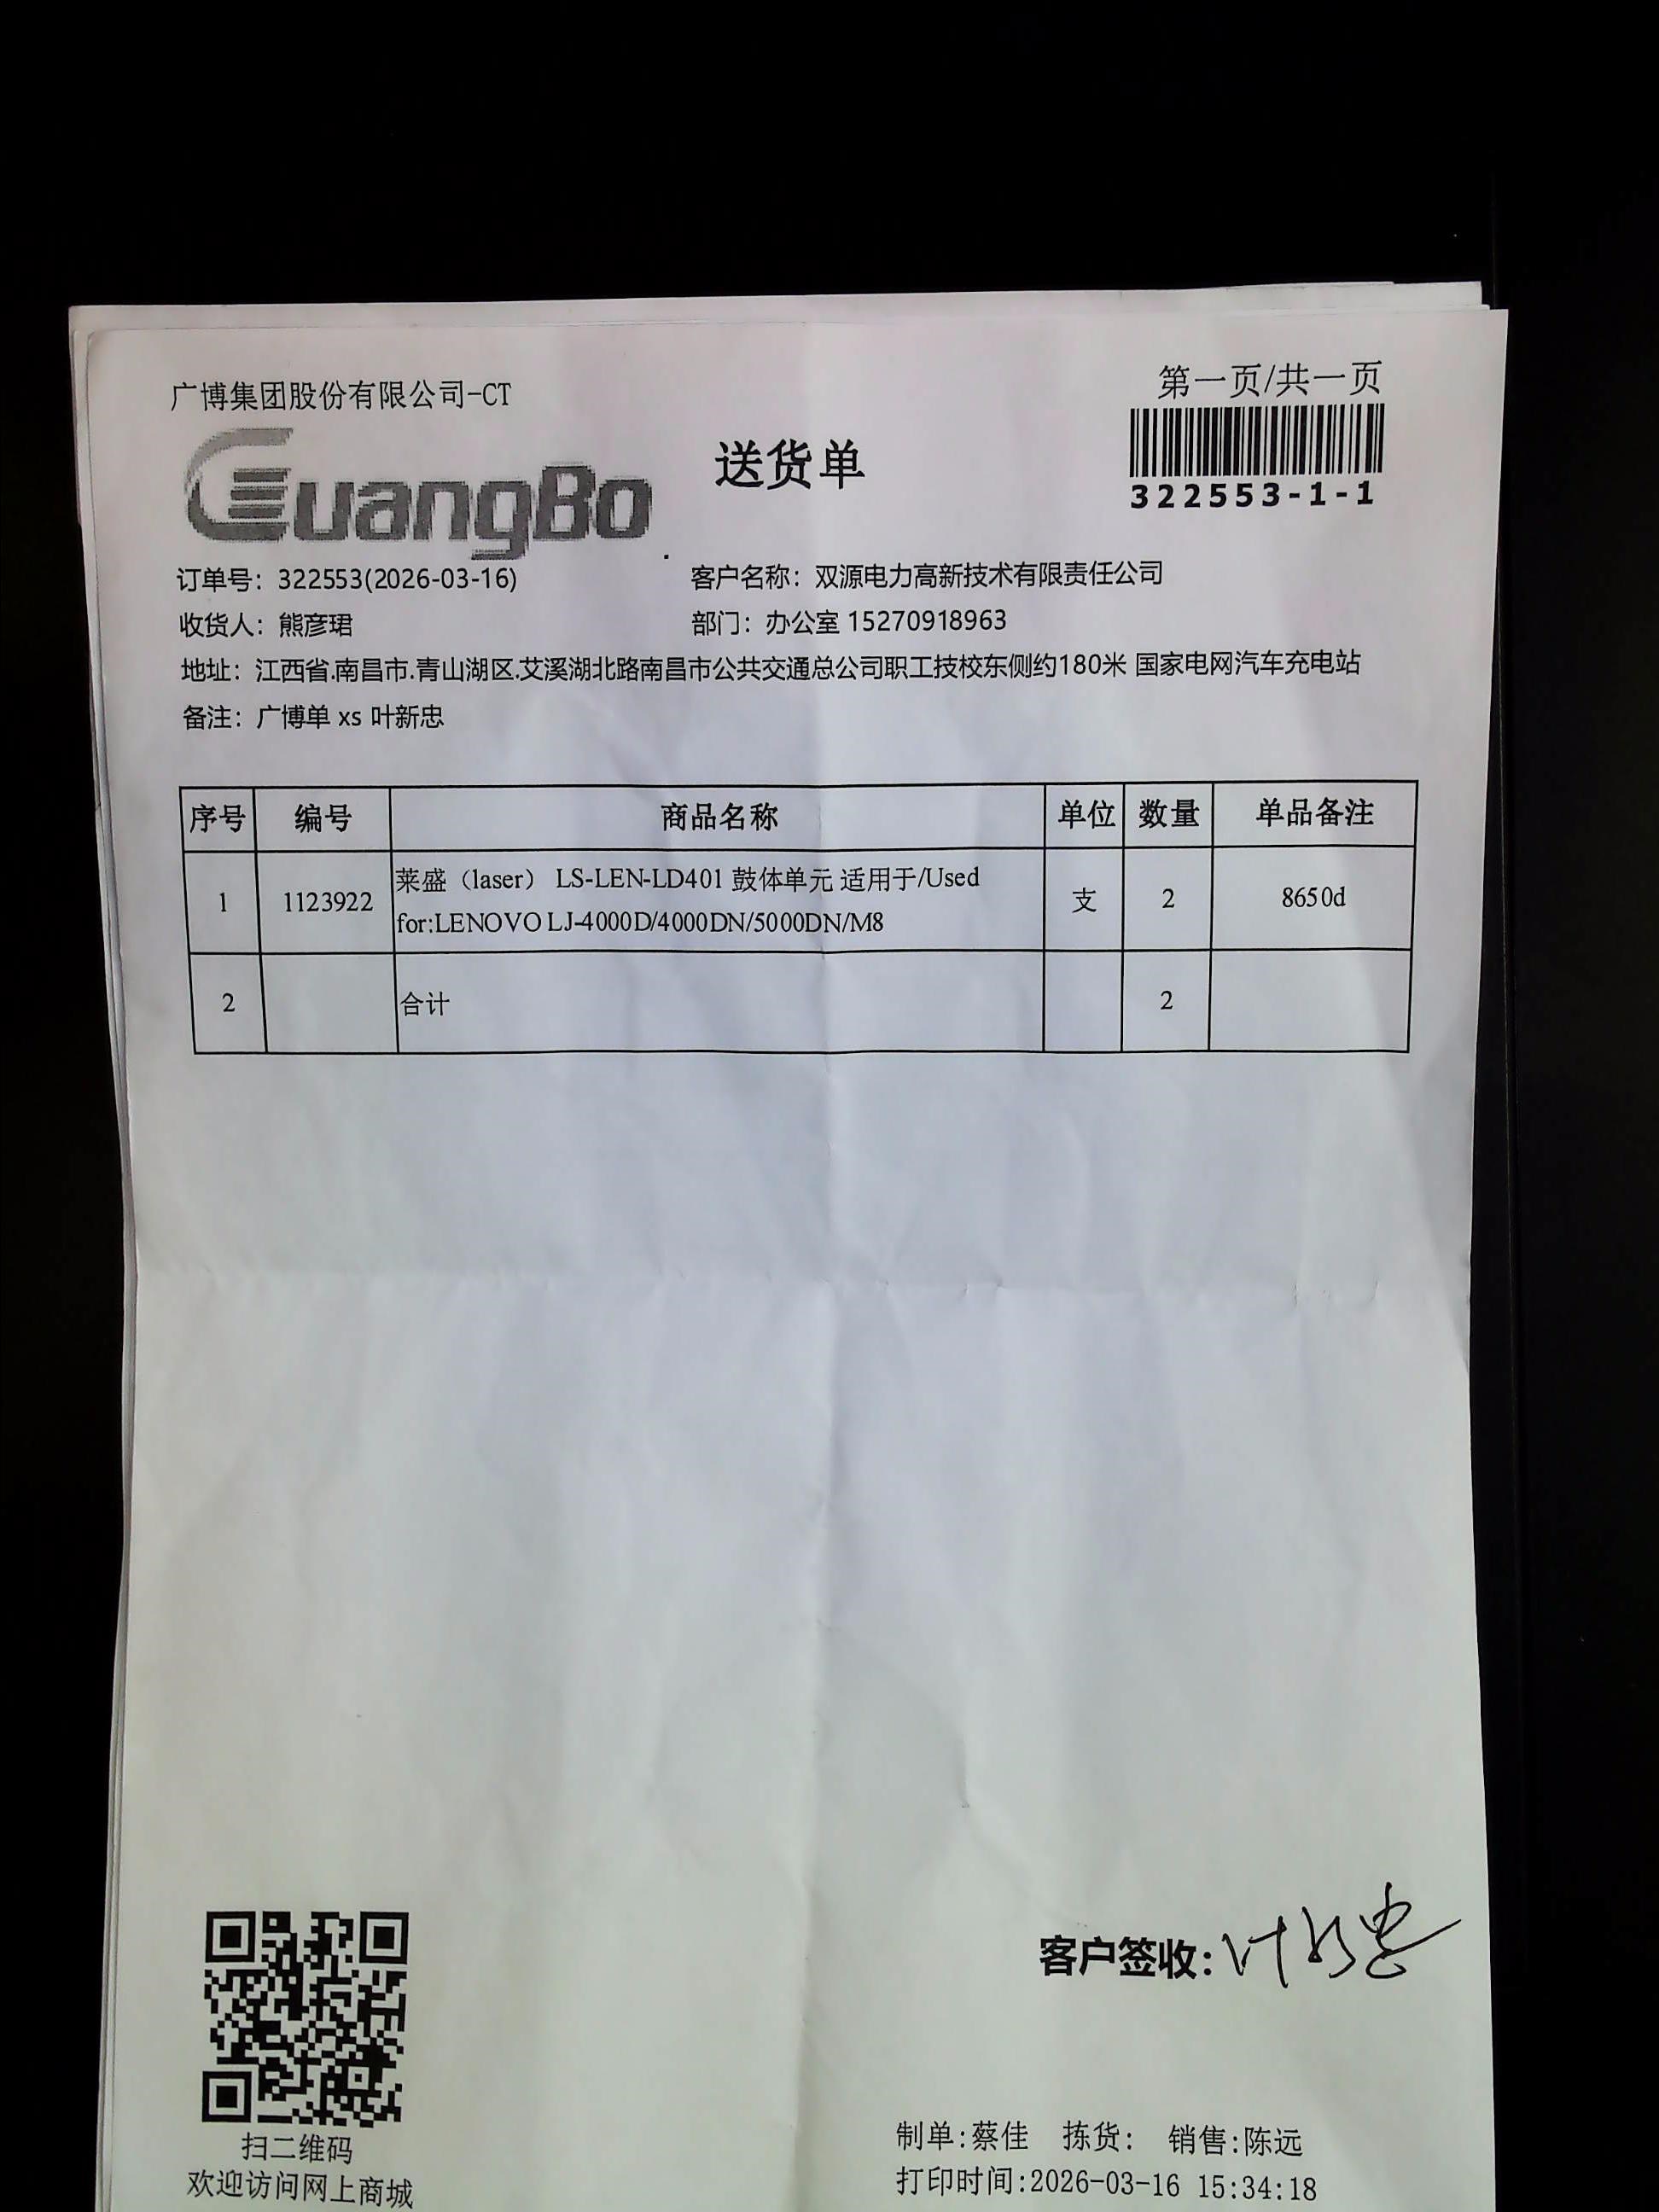 广博集团股份有限公司-CT
第一页/共一页
GuangBo
送货单
322553-1-1
订单号：322553(2026-03-16)
客户名称：双源电力高新技术有限责任公司
收货人：熊彦珺
部门：办公室 15270918963
地址：江西省.南昌市.青山湖区.艾溪湖北路南昌市公共交通总公司职工技校东侧约180米 国家电网汽车充电站
备注：广博单 xs 叶新忠
序号 编号 商品名称 单位 数量 单品备注
1 1123922 莱盛（laser） LS-LEN-LD401 鼓体单元 适用于/Used 支 2 8650d
for:LENOVO LJ-4000D/4000DN/5000DN/M8
2 合计 2
客户签收：叶新忠
扫二维码
欢迎访问网上商城
制单:蔡佳 拣货: 销售:陈远
打印时间:2026-03-16 15:34:18